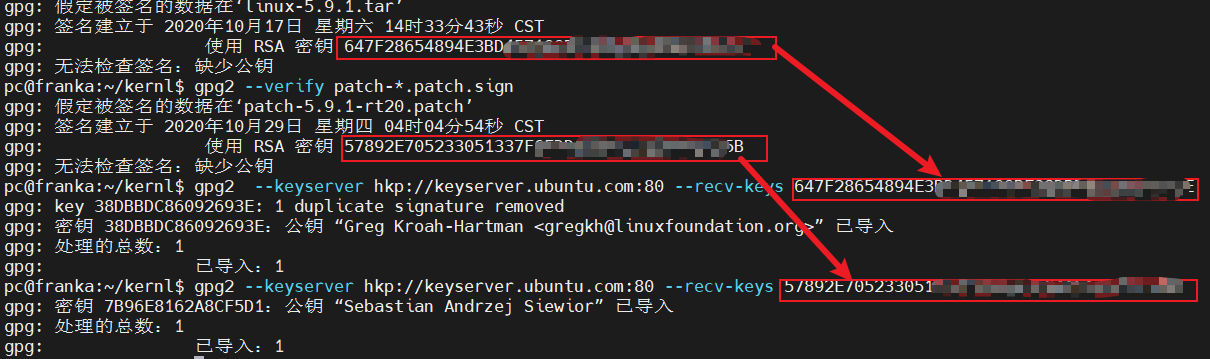 gpg: 假定被签名的数据在‘linux-5.9.1.tar’
gpg: 签名建立于 2020年10月17日 星期六 14时33分43秒 CST
gpg: 使用 RSA 密钥 647F28654894E3BD
gpg: 无法检查签名：缺少公钥
pc@franka:~/kernl$ gpg2 --verify patch-*.patch.sign
gpg: 假定被签名的数据在‘patch-5.9.1-rt20.patch’
gpg: 签名建立于 2020年10月29日 星期四 04时04分54秒 CST
gpg: 使用 RSA 密钥 57892E705233051337F
gpg: 无法检查签名：缺少公钥
pc@franka:~/kernl$ gpg2 --keyserver hkp://keyserver.ubuntu.com:80 --recv-keys 647F28654894E3
gpg: key 38DBBDC86092693E: 1 duplicate signature removed
gpg: 密钥 38DBBDC86092693E：公钥 “Greg Kroah-Hartman <gregkh@linuxfoundation.org>” 已导入
gpg: 处理的总数：1
gpg: 已导入：1
pc@franka:~/kernl$ gpg2 --keyserver hkp://keyserver.ubuntu.com:80 --recv-keys 57892E705233051
gpg: 密钥 7B96E8162A8CF5D1：公钥 “Sebastian Andrzej Siewior” 已导入
gpg: 处理的总数：1
gpg: 已导入：1